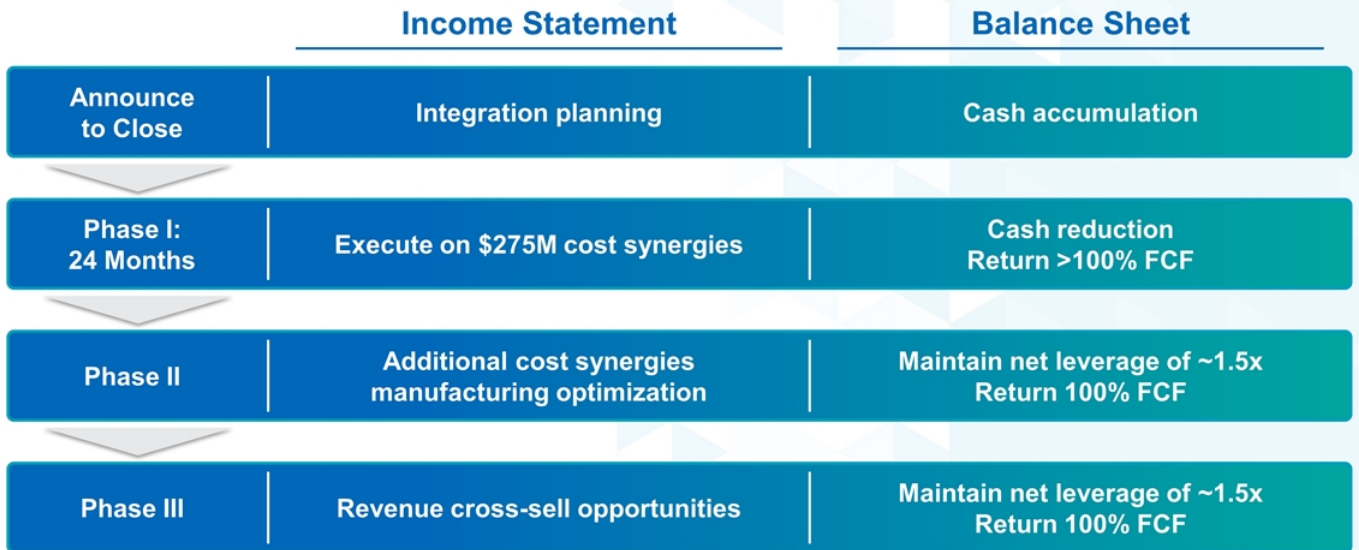 Income Statement
Balance Sheet
Announce
to Close
Integration planning
Cash accumulation
Phase I:
24 Months
Execute on $275M cost synergies
Cash reduction
Return >100% FCF
Phase II
Additional cost synergies
manufacturing optimization
Maintain net leverage of ~1.5x
Return 100% FCF
Phase III
Revenue cross-sell opportunities
Maintain net leverage of ~1.5x
Return 100% FCF